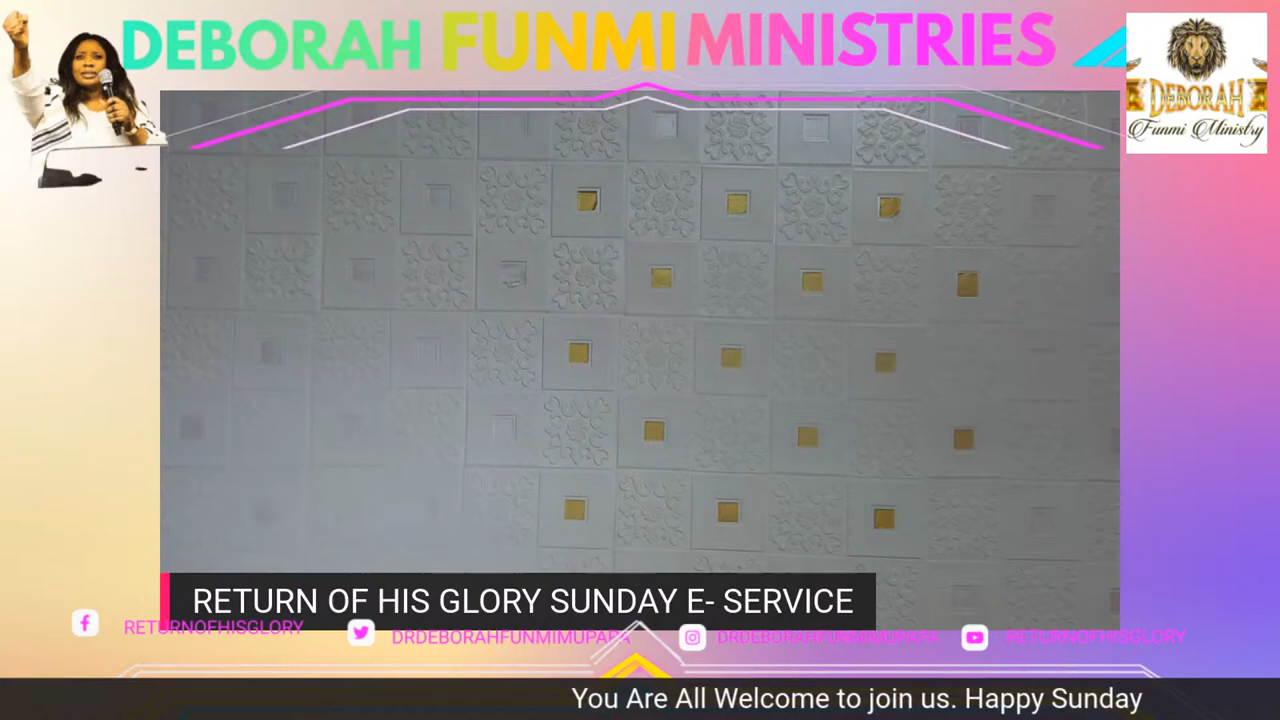 DEBORAH FUNMI MINISTRIES
DEBORAH
Funmi Ministry
RETURN OF HIS GLORY SUNDAY E- SERVICE
RETURNOFHISGLORY
DRDEBORAHFUNMIMUPAPA
DRDEBORAHFUNMIMUPAPA
RETURNOFHISGLORY
You Are All Welcome to join us. Happy Sunday